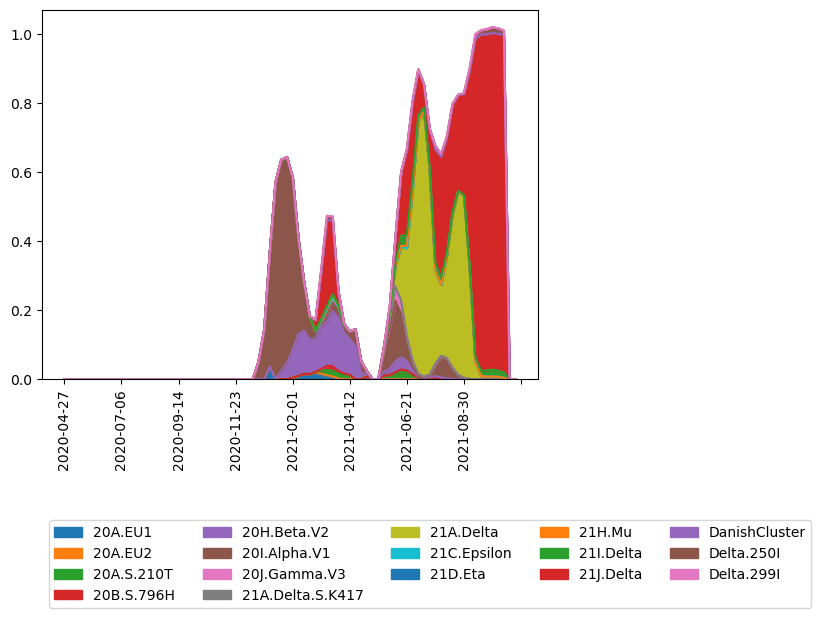 1.0
0.8
0.6
0.4
0.2
0.0
2020-04-27
2020-07-06
2020-09-14
2020-11-23
2021-02-01
2021-04-12
2021-06-21
2021-08-30
20A.EU1
20A.EU2
20A.S.210T
20B.S.796H
20H.Beta.V2
20I.Alpha.V1
20J.Gamma.V3
21A.Delta.S.K417
21A.Delta
21C.Epsilon
21D.Eta
21H.Mu
21I.Delta
21J.Delta
DanishCluster
Delta.250I
Delta.299I